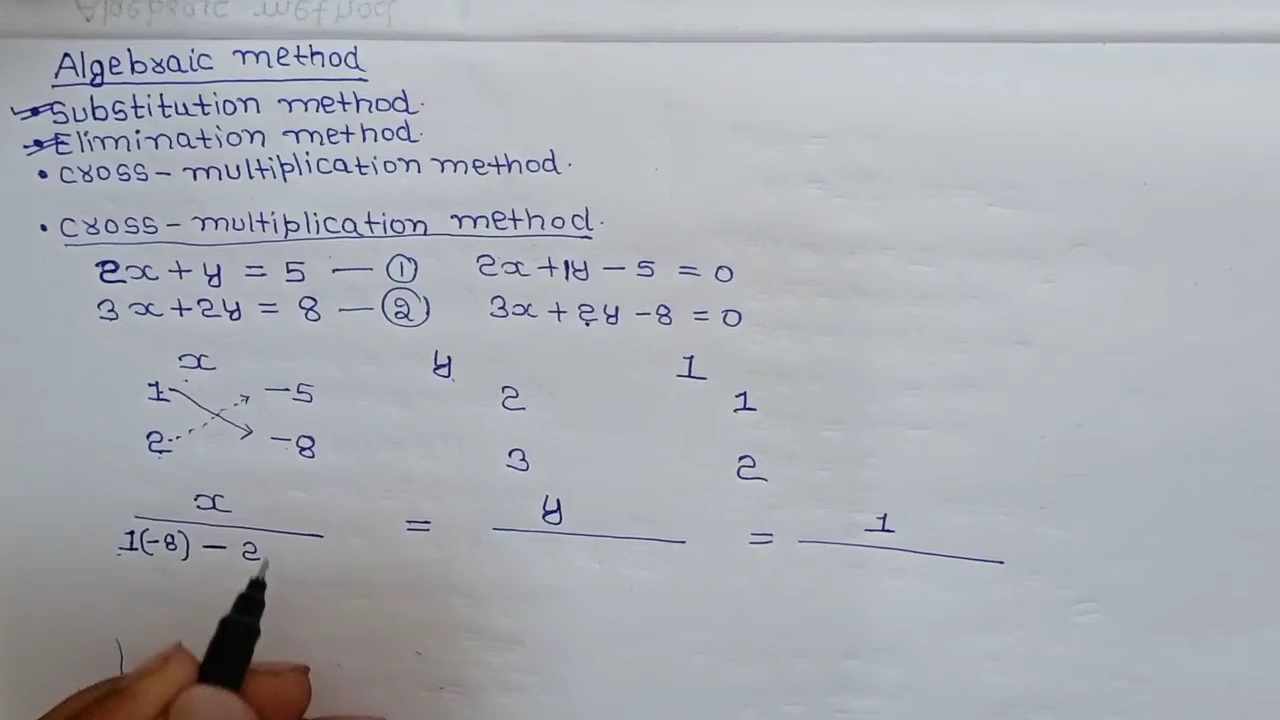 Algebraic method
Substitution method.
Elimination method.
• cross - multiplication method.
• cross - multiplication method.
2x + y = 5 — ① 2x + 1y - 5 = 0
3x + 2y = 8 — ② 3x + 2y - 8 = 0
x y 1
1 -5 2 1
2 -8 3 2
x = y = 1
1(-8) - 2